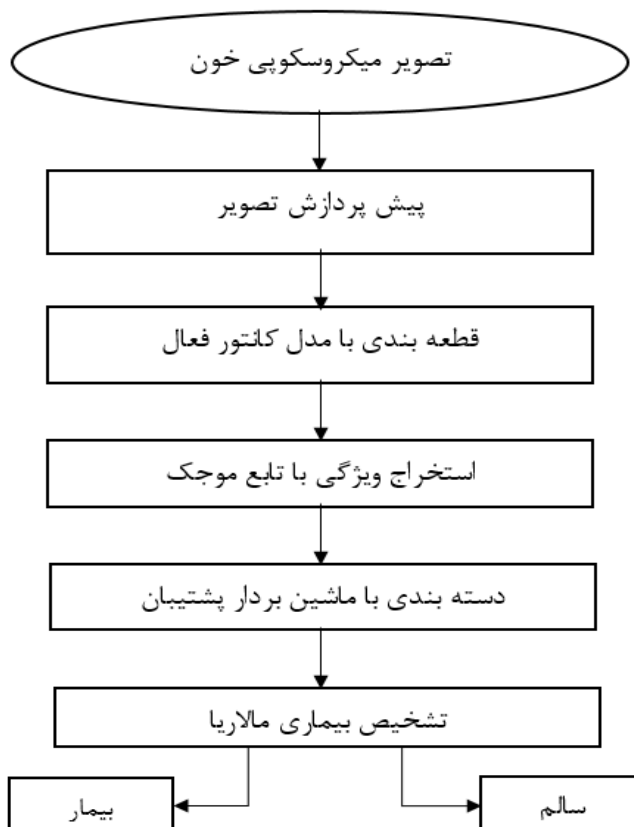 تصویر میکروسکوپی خون
پیش پردازش تصویر
قطعه بندی با مدل کانتور فعال
استخراج ویژگی با تابع موجک
دسته بندی با ماشین بردار پشتیبان
تشخیص بیماری مالاریا
سالم
بیمار